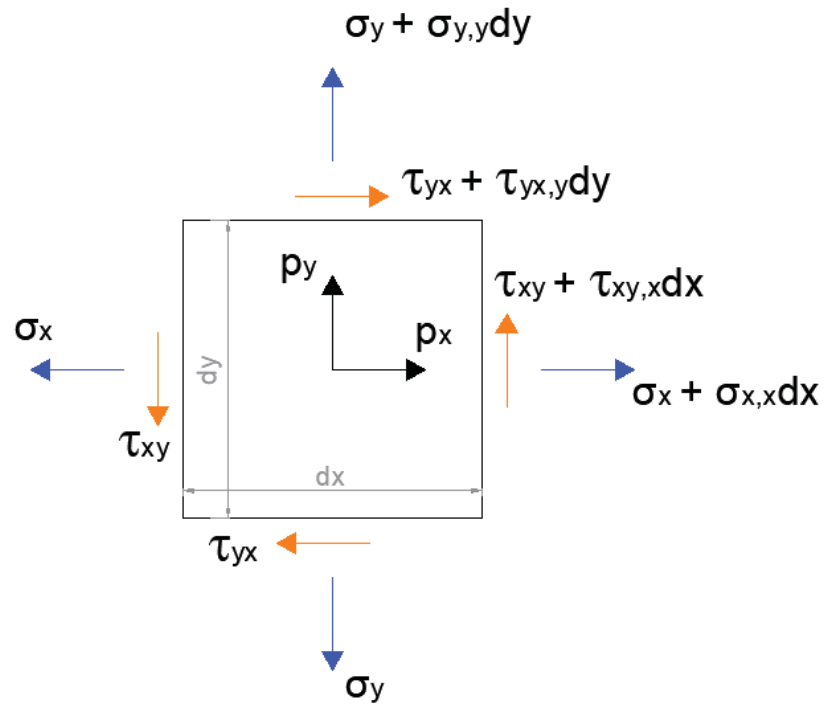 σy + σy,ydy
τyx + τyx,ydy
py
τxy + τxy,xdx
σx
px
dy
σx + σx,xdx
τxy
dx
τyx
σy